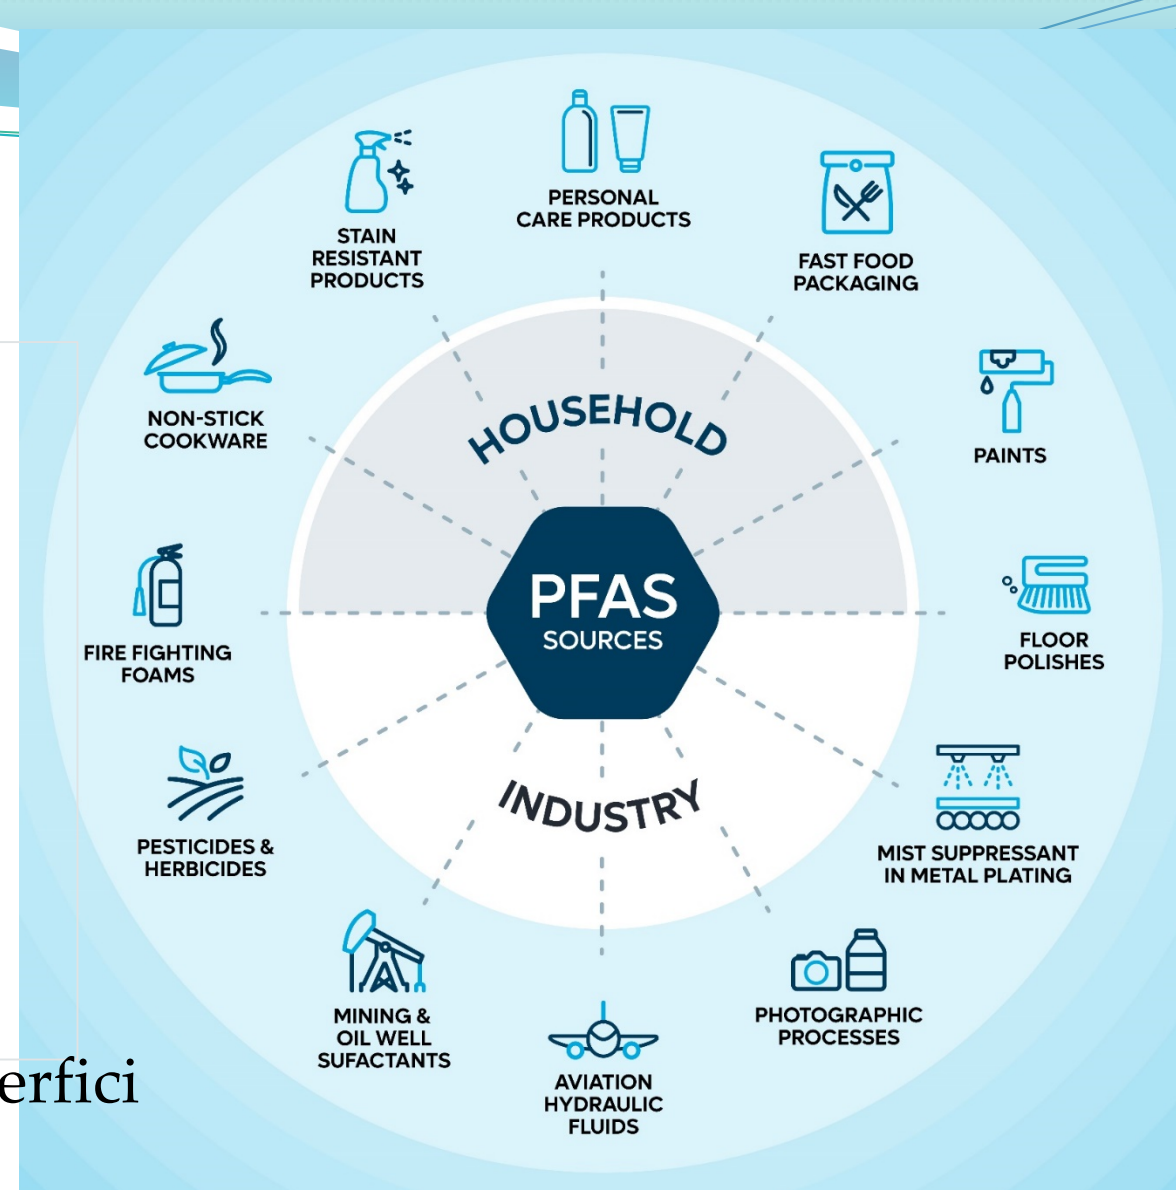 PERSONAL
CARE PRODUCTS
STAIN
RESISTANT
PRODUCTS
FAST FOOD
PACKAGING
NON-STICK
COOKWARE
PAINTS
HOUSEHOLD
PFAS
SOURCES
FIRE FIGHTING
FOAMS
FLOOR
POLISHES
INDUSTRY
PESTICIDES &
HERBICIDES
MIST SUPPRESSANT
IN METAL PLATING
MINING &
OIL WELL
SUFACTANTS
PHOTOGRAPHIC
PROCESSES
AVIATION
HYDRAULIC
FLUIDS
erfici